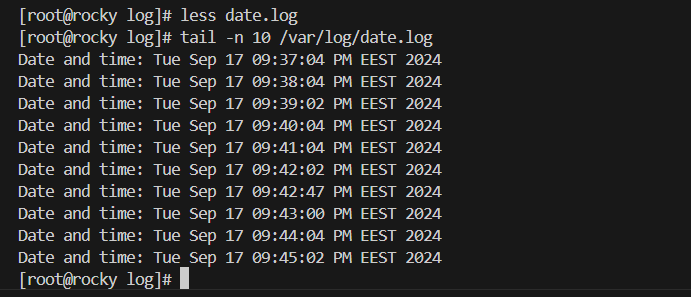 [root@rocky log]# less date.log
[root@rocky log]# tail -n 10 /var/log/date.log
Date and time: Tue Sep 17 09:37:04 PM EEST 2024
Date and time: Tue Sep 17 09:38:04 PM EEST 2024
Date and time: Tue Sep 17 09:39:02 PM EEST 2024
Date and time: Tue Sep 17 09:40:04 PM EEST 2024
Date and time: Tue Sep 17 09:41:04 PM EEST 2024
Date and time: Tue Sep 17 09:42:02 PM EEST 2024
Date and time: Tue Sep 17 09:42:47 PM EEST 2024
Date and time: Tue Sep 17 09:43:00 PM EEST 2024
Date and time: Tue Sep 17 09:44:04 PM EEST 2024
Date and time: Tue Sep 17 09:45:02 PM EEST 2024
[root@rocky log]#